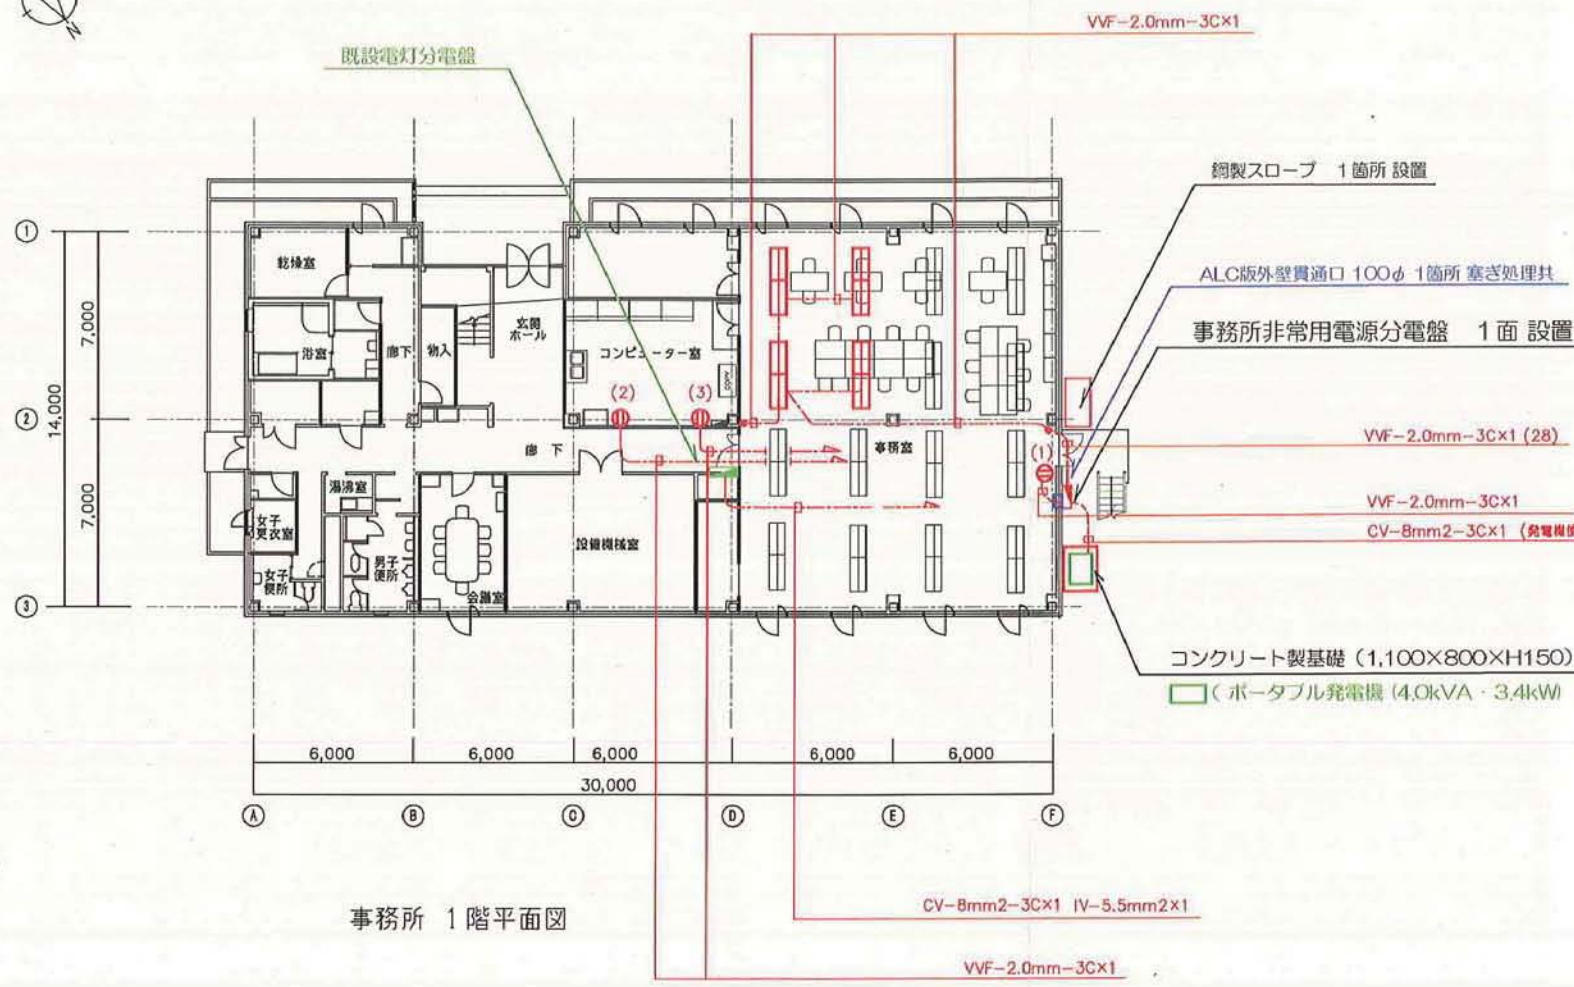 N
VVF-2.0mm-3C×1
既設電灯分電盤
鋼製スロープ 1箇所 設置
ALC版外壁貫通口 100φ 1箇所 塞ぎ処理共
事務所非常用電源分電盤 1面 設置
VVF-2.0mm-3C×1 (28)
VVF-2.0mm-3C×1
CV-8mm2-3C×1 (発電機
コンクリート製基礎 (1,100×800×H150)
(ポータブル発電機 (4.0kVA・3.4kW)
①
②
③
7,000
7,000
14,000
乾燥室
浴室
廊下
物入
玄関
ホール
コンピューター室
COPY
(2)
(3)
(1)
廊下
事務室
湯沸室
女子
更衣室
女子
便所
男子
便所
会議室
設備機械室
6,000
6,000
6,000
6,000
6,000
30,000
Ⓐ
Ⓑ
Ⓒ
Ⓓ
Ⓔ
Ⓕ
事務所 1階平面図
CV-8mm2-3C×1 IV-5.5mm2×1
VVF-2.0mm-3C×1